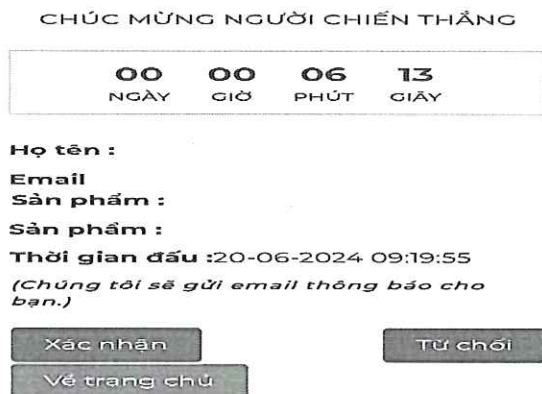 CHÚC MỪNG NGƯỜI CHIẾN THẮNG
00 00 06 13
NGÀY GIỜ PHÚT GIÂY
Họ tên :
Email
Sản phẩm :
Sản phẩm :
Thời gian đấu :20-06-2024 09:19:55
(Chúng tôi sẽ gửi email thông báo cho
bạn.)
Xác nhận Từ chối
Về trang chủ